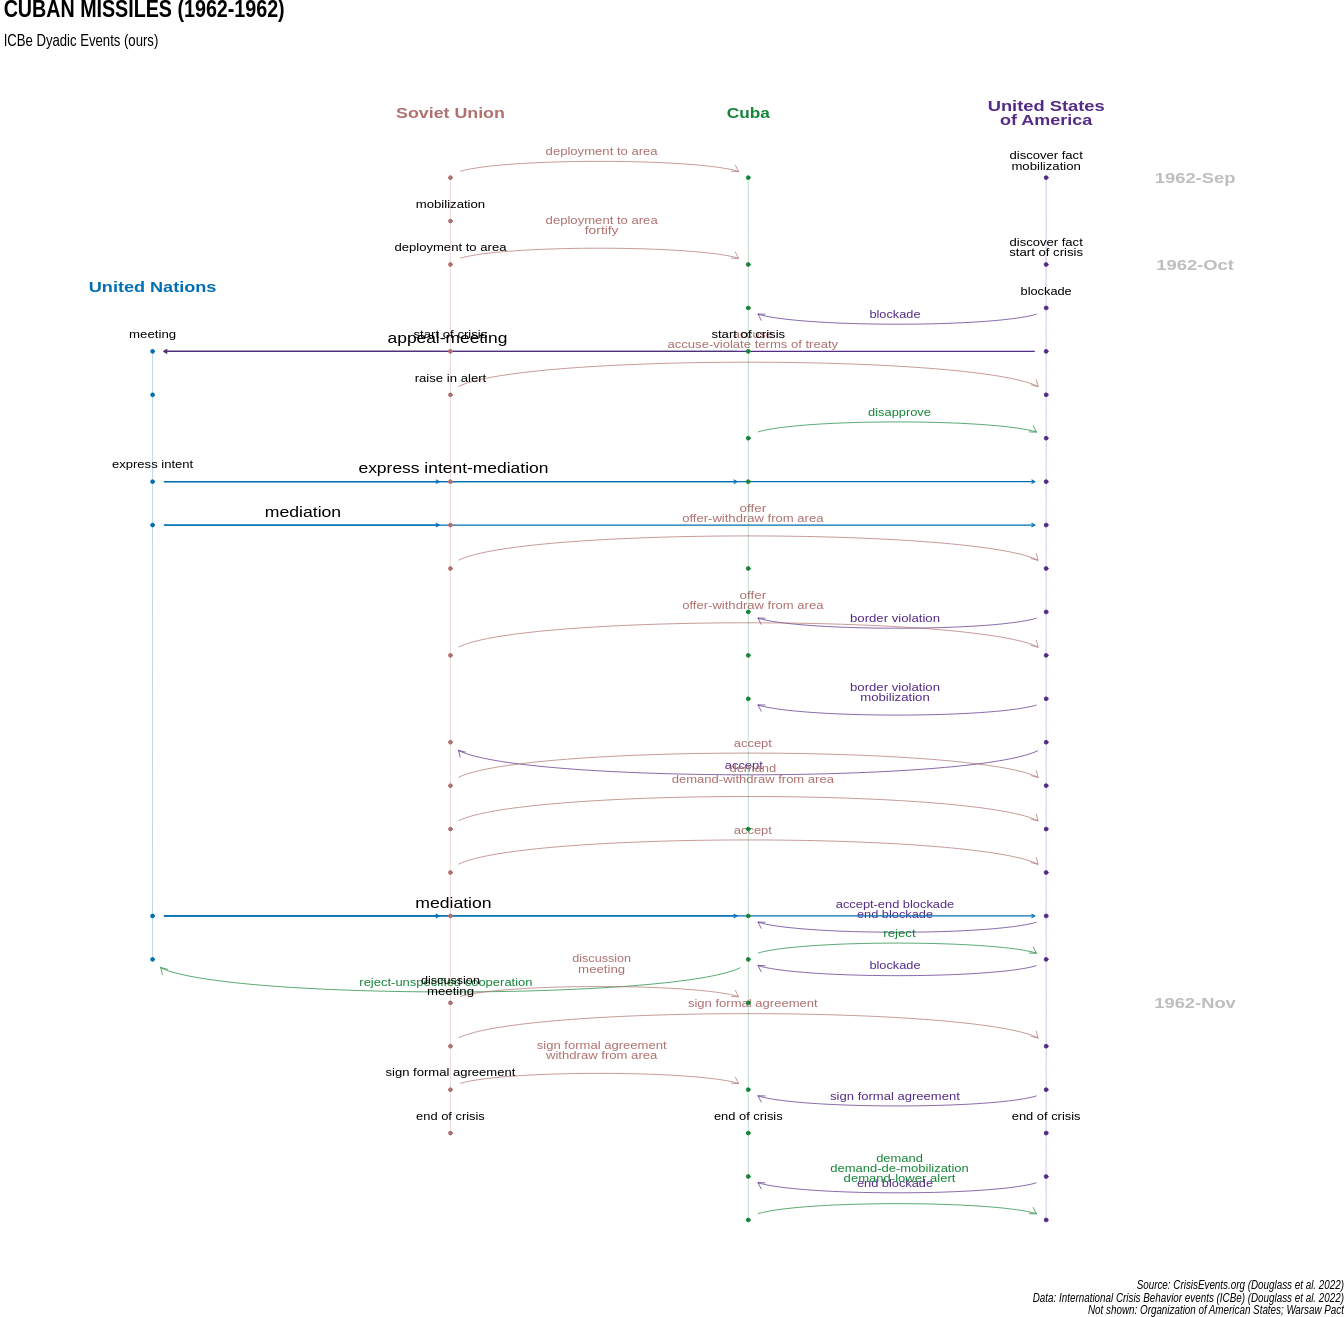 CUBAN MISSILES (1962-1962)
ICBe Dyadic Events (ours)
United States
of America
Soviet Union
Cuba
deployment to area
discover fact
mobilization
1962-Sep
mobilization
deployment to area
fortify
deployment to area
discover fact
start of crisis
1962-Oct
United Nations
blockade
blockade
meeting
start of crisis
start of crisis
accuse
appeal-meeting
accuse-violate terms of treaty
raise in alert
disapprove
express intent
express intent-mediation
mediation
offer
offer-withdraw from area
offer
offer-withdraw from area
border violation
border violation
mobilization
accept
accept
demand
demand-withdraw from area
accept
mediation
accept-end blockade
end blockade
reject
discussion
meeting
blockade
reject-unspecified cooperation
discussion
meeting
sign formal agreement
1962-Nov
sign formal agreement
withdraw from area
sign formal agreement
sign formal agreement
end of crisis
end of crisis
end of crisis
demand
demand-de-mobilization
demand-lower alert
end blockade
Source: CrisisEvents.org (Douglass et al. 2022)
Data: International Crisis Behavior events (ICBe) (Douglass et al. 2022)
Not shown: Organization of American States; Warsaw Pact